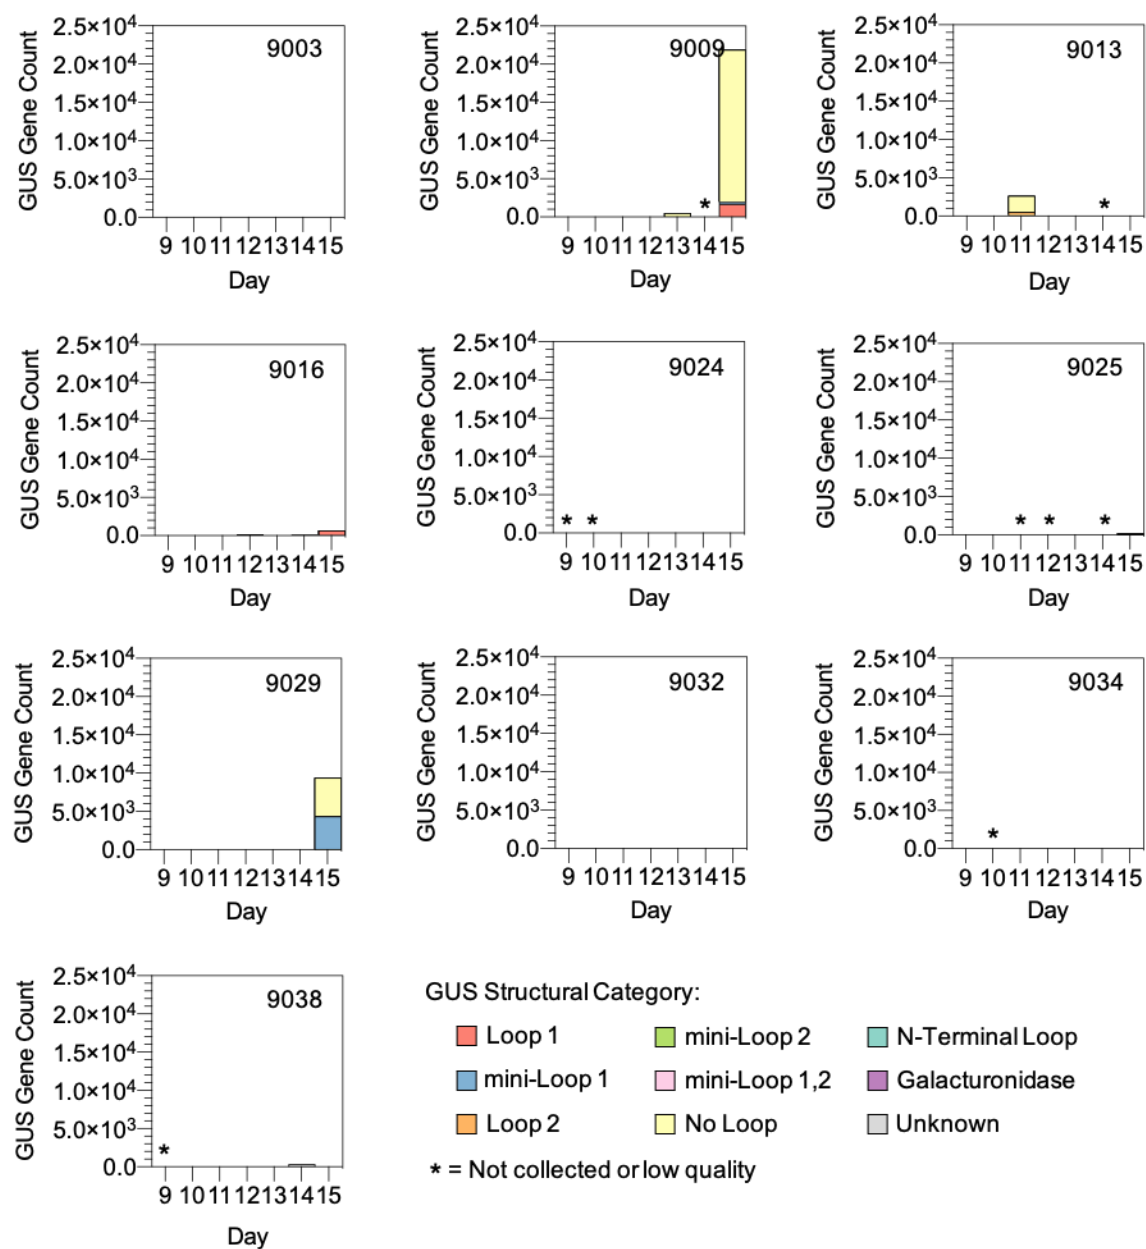 GUS Gene Count
2.5×10⁴
2.0×10⁴
1.5×10⁴
1.0×10⁴
5.0×10³
0.0
9003
9 10 11 12 13 14 15
Day
GUS Gene Count
2.5×10⁴
2.0×10⁴
1.5×10⁴
1.0×10⁴
5.0×10³
0.0
9009
*
9 10 11 12 13 14 15
Day
GUS Gene Count
2.5×10⁴
2.0×10⁴
1.5×10⁴
1.0×10⁴
5.0×10³
0.0
9013
*
9 10 11 12 13 14 15
Day
GUS Gene Count
2.5×10⁴
2.0×10⁴
1.5×10⁴
1.0×10⁴
5.0×10³
0.0
9016
9 10 11 12 13 14 15
Day
GUS Gene Count
2.5×10⁴
2.0×10⁴
1.5×10⁴
1.0×10⁴
5.0×10³
0.0
9024
* *
9 10 11 12 13 14 15
Day
GUS Gene Count
2.5×10⁴
2.0×10⁴
1.5×10⁴
1.0×10⁴
5.0×10³
0.0
9025
* * *
9 10 11 12 13 14 15
Day
GUS Gene Count
2.5×10⁴
2.0×10⁴
1.5×10⁴
1.0×10⁴
5.0×10³
0.0
9029
9 10 11 12 13 14 15
Day
GUS Gene Count
2.5×10⁴
2.0×10⁴
1.5×10⁴
1.0×10⁴
5.0×10³
0.0
9032
9 10 11 12 13 14 15
Day
GUS Gene Count
2.5×10⁴
2.0×10⁴
1.5×10⁴
1.0×10⁴
5.0×10³
0.0
9034
*
9 10 11 12 13 14 15
Day
GUS Gene Count
2.5×10⁴
2.0×10⁴
1.5×10⁴
1.0×10⁴
5.0×10³
0.0
9038
*
9 10 11 12 13 14 15
Day
GUS Structural Category:
Loop 1 mini-Loop 2 N-Terminal Loop
mini-Loop 1 mini-Loop 1,2 Galacturonidase
Loop 2 No Loop Unknown
* = Not collected or low quality